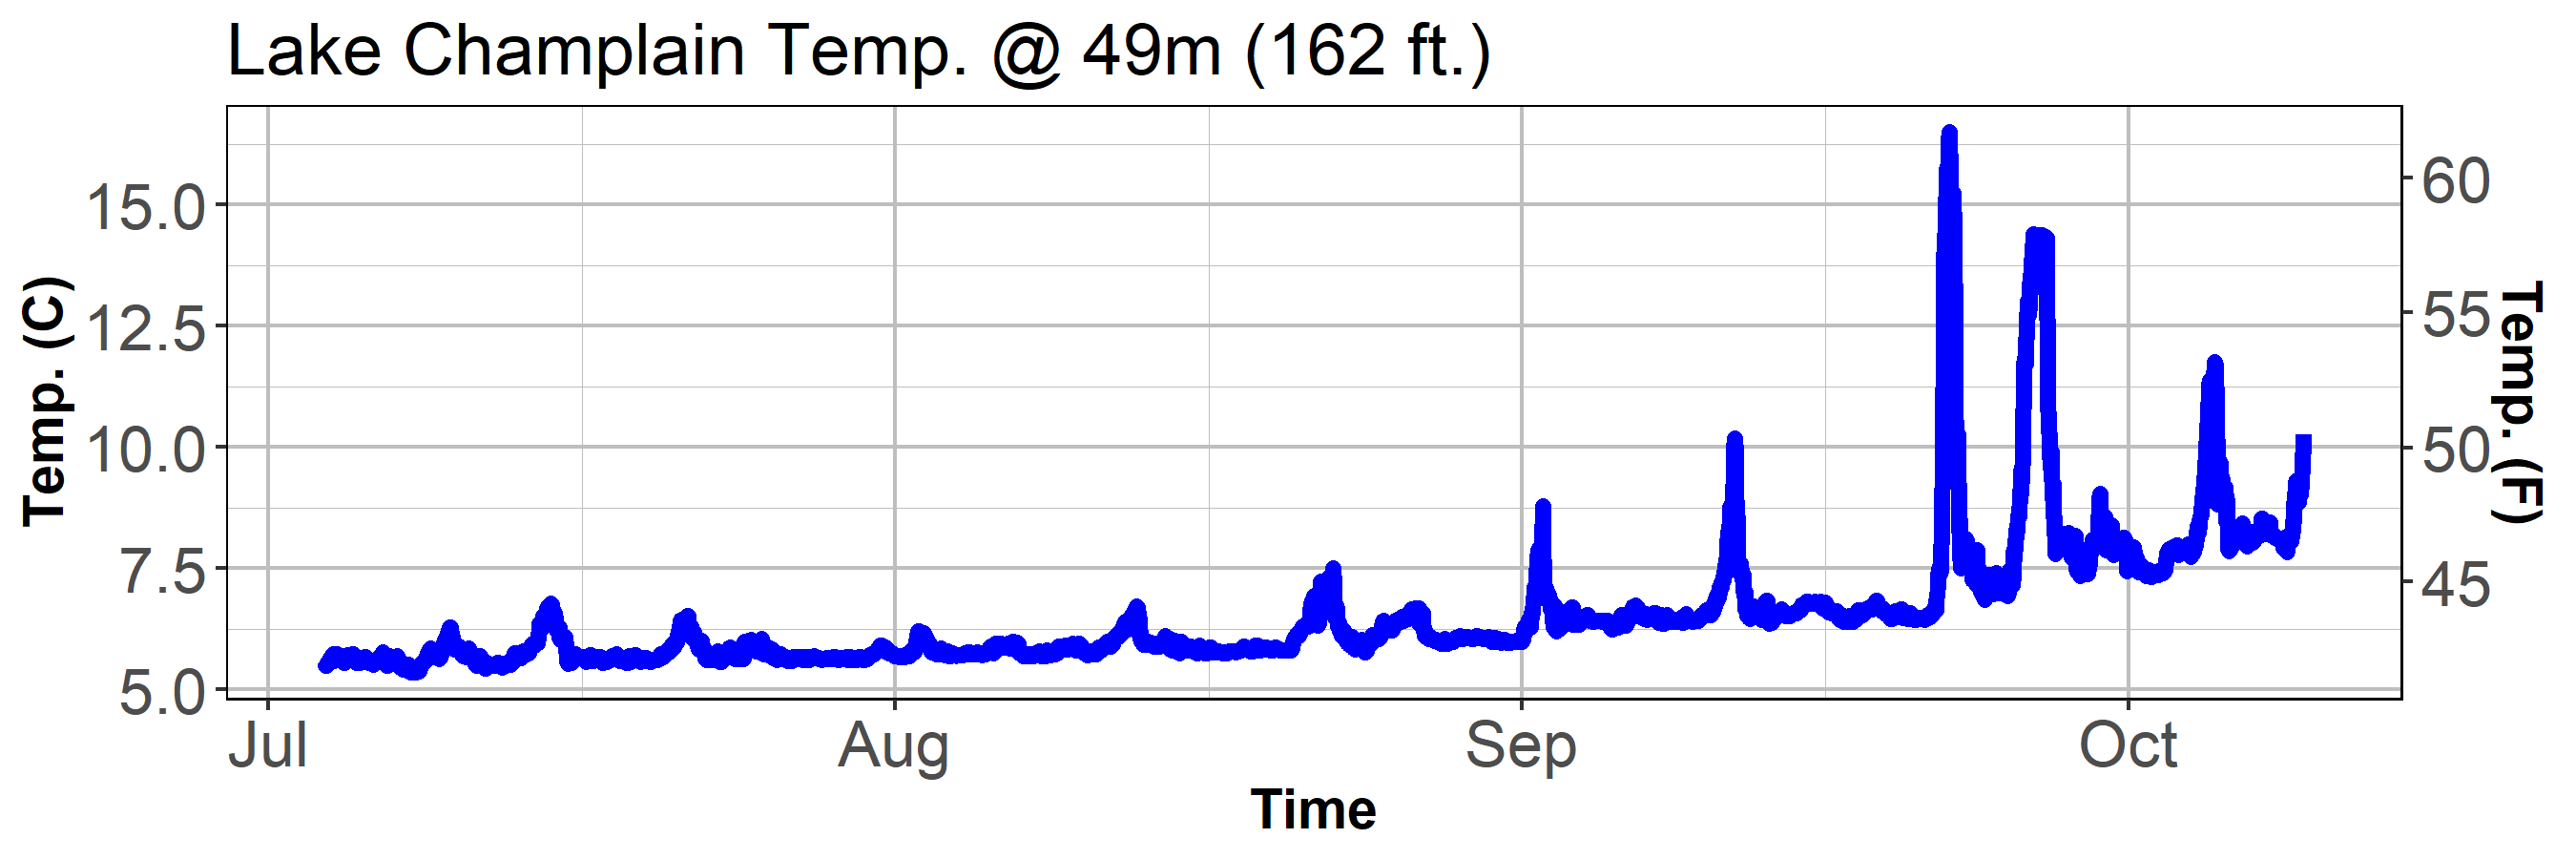 Lake Champlain Temp. @ 49m (162 ft.)
Temp. (C)
15.0
12.5
10.0
7.5
5.0
60
55
50
45
Temp. (F)
Jul Aug Sep Oct
Time